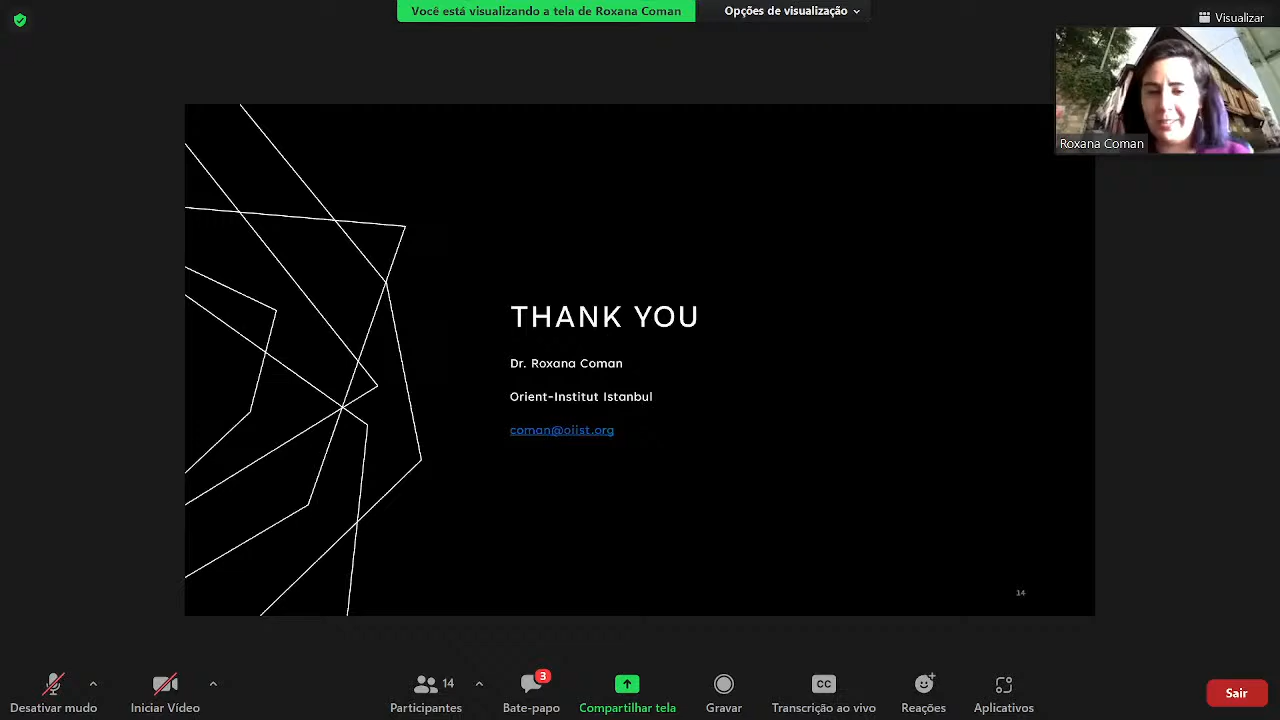 Você está visualizando a tela de Roxana Coman
Opções de visualização
Visualizar
Roxana Coman
THANK YOU
Dr. Roxana Coman
Orient-Institut Istanbul
coman@oiist.org
14
14
3
CC
Desativar mudo
Iniciar Vídeo
Participantes
Bate-papo
Compartilhar tela
Gravar
Transcrição ao vivo
Reações
Aplicativos
Sair